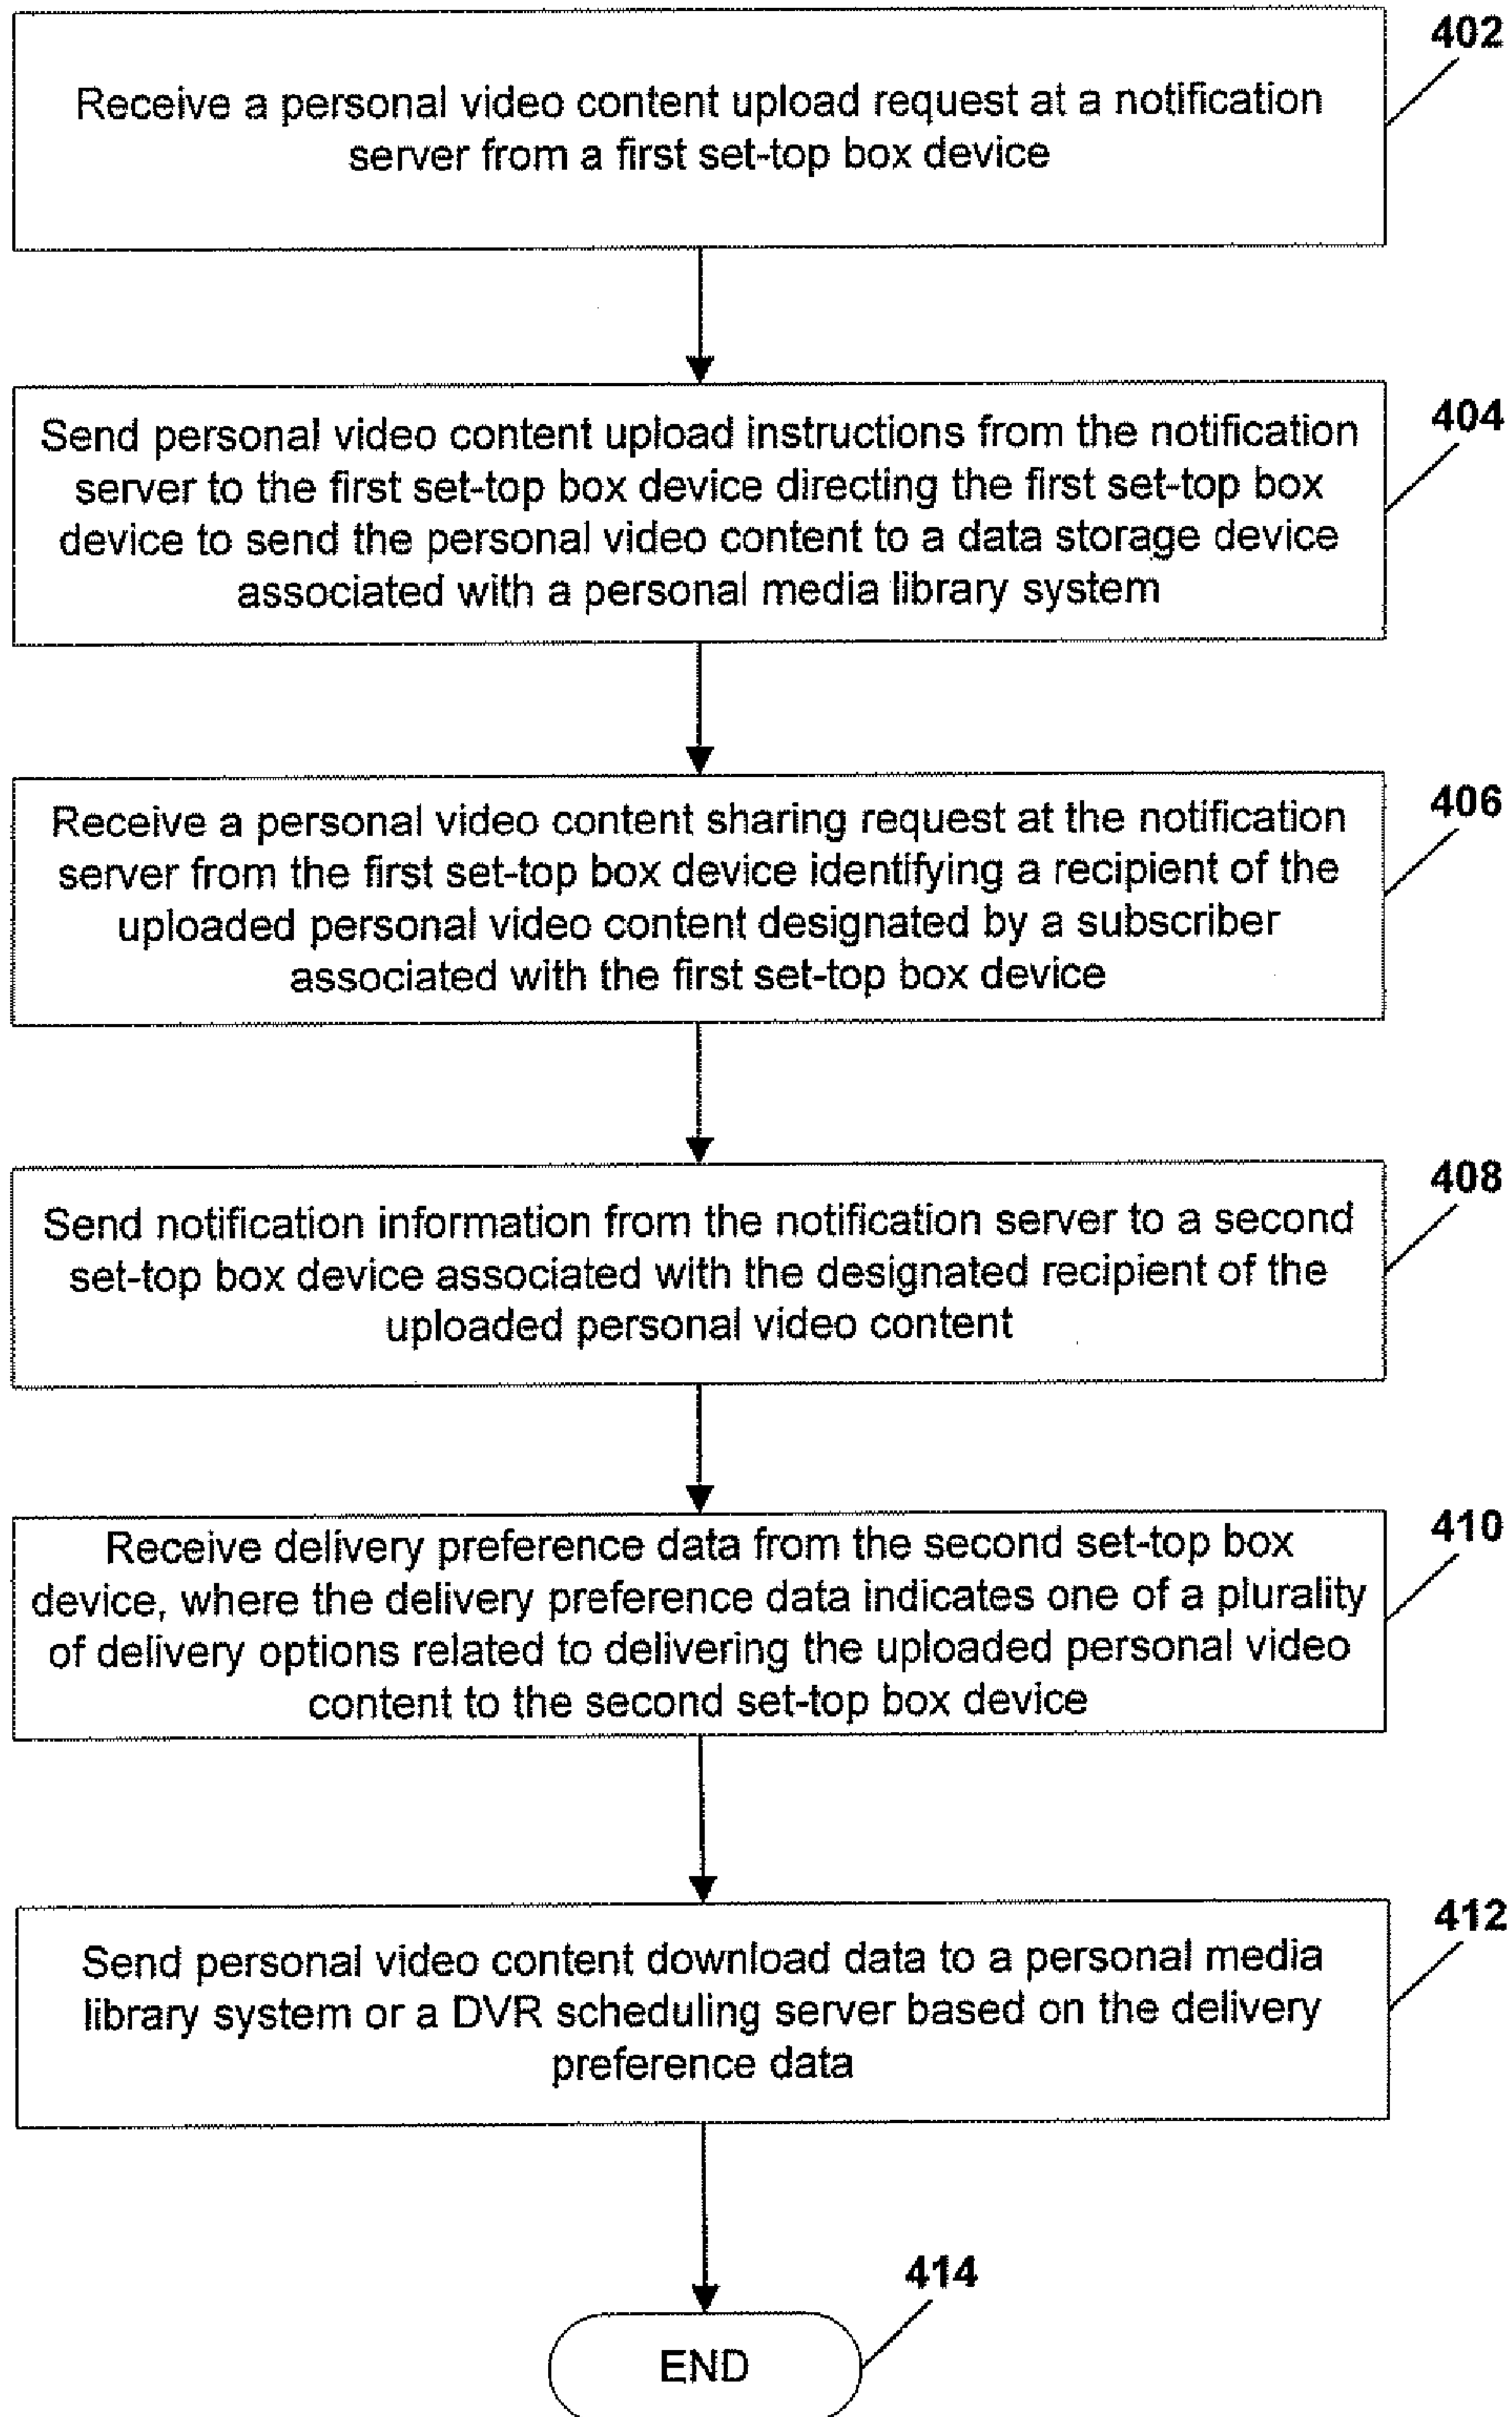 402
Receive a personal video content upload request at a notification
server from a first set-top box device
404
Send personal video content upload instructions from the notification
server to the first set-top box device directing the first set-top box
device to send the personal video content to a data storage device
associated with a personal media library system
406
Receive a personal video content sharing request at the notification
server from the first set-top box device identifying a recipient of the
uploaded personal video content designated by a subscriber
associated with the first set-top box device
408
Send notification information from the notification server to a second
set-top box device associated with the designated recipient of the
uploaded personal video content
410
Receive delivery preference data from the second set-top box
device, where the delivery preference data indicates one of a plurality
of delivery options related to delivering the uploaded personal video
content to the second set-top box device
412
Send personal video content download data to a personal media
library system or a DVR scheduling server based on the delivery
preference data
414
END